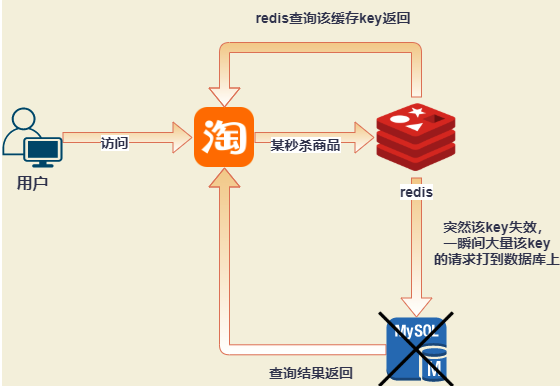 redis查询该缓存key返回
淘
访问
某秒杀商品
用户
redis
突然该key失效，
一瞬间大量该key
的请求打到数据库上
MySQL
M
查询结果返回